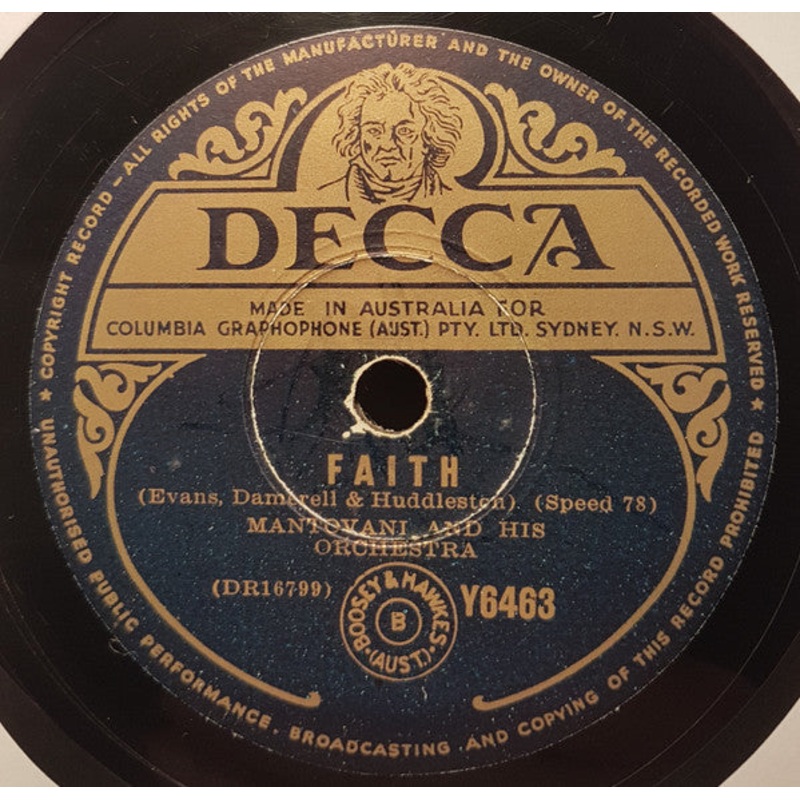 ★ COPYRIGHT RECORD – ALL RIGHTS OF THE MANUFACTURER AND THE OWNER OF THE RECORDED WORK RESERVED ★
DECCA
MADE IN AUSTRALIA FOR
COLUMBIA GRAPHOPHONE (AUST.) PTY. LTD. SYDNEY. N.S.W.
FAITH
(Evans, Damerell & Huddleston). (Speed 78)
MANTOVANI AND HIS
ORCHESTRA
(DR16799)
BOOSEY & HAWKES
B
(AUST.)
Y6463
UNAUTHORISED PUBLIC PERFORMANCE, BROADCASTING AND COPYING OF THIS RECORD PROHIBITED